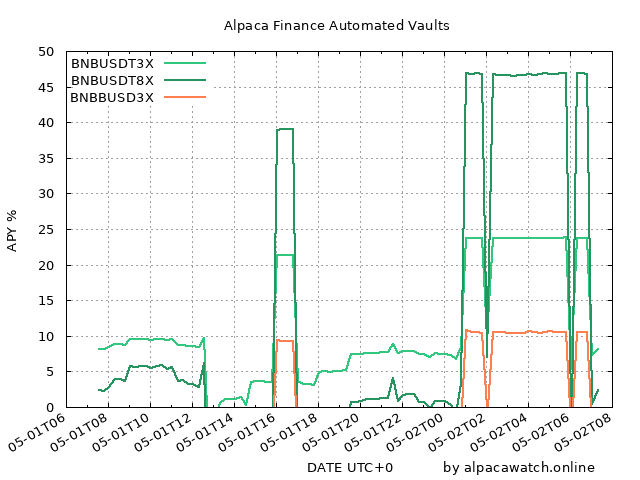 Alpaca Finance Automated Vaults
APY %
50
45
40
35
30
25
20
15
10
5
0
BNBUSDT3X
BNBUSDT8X
BNBBUSD3X
05-01T06
05-01T08
05-01T10
05-01T12
05-01T14
05-01T16
05-01T18
05-01T20
05-01T22
05-02T00
05-02T02
05-02T04
05-02T06
05-02T08
DATE UTC+0
by alpacawatch.online